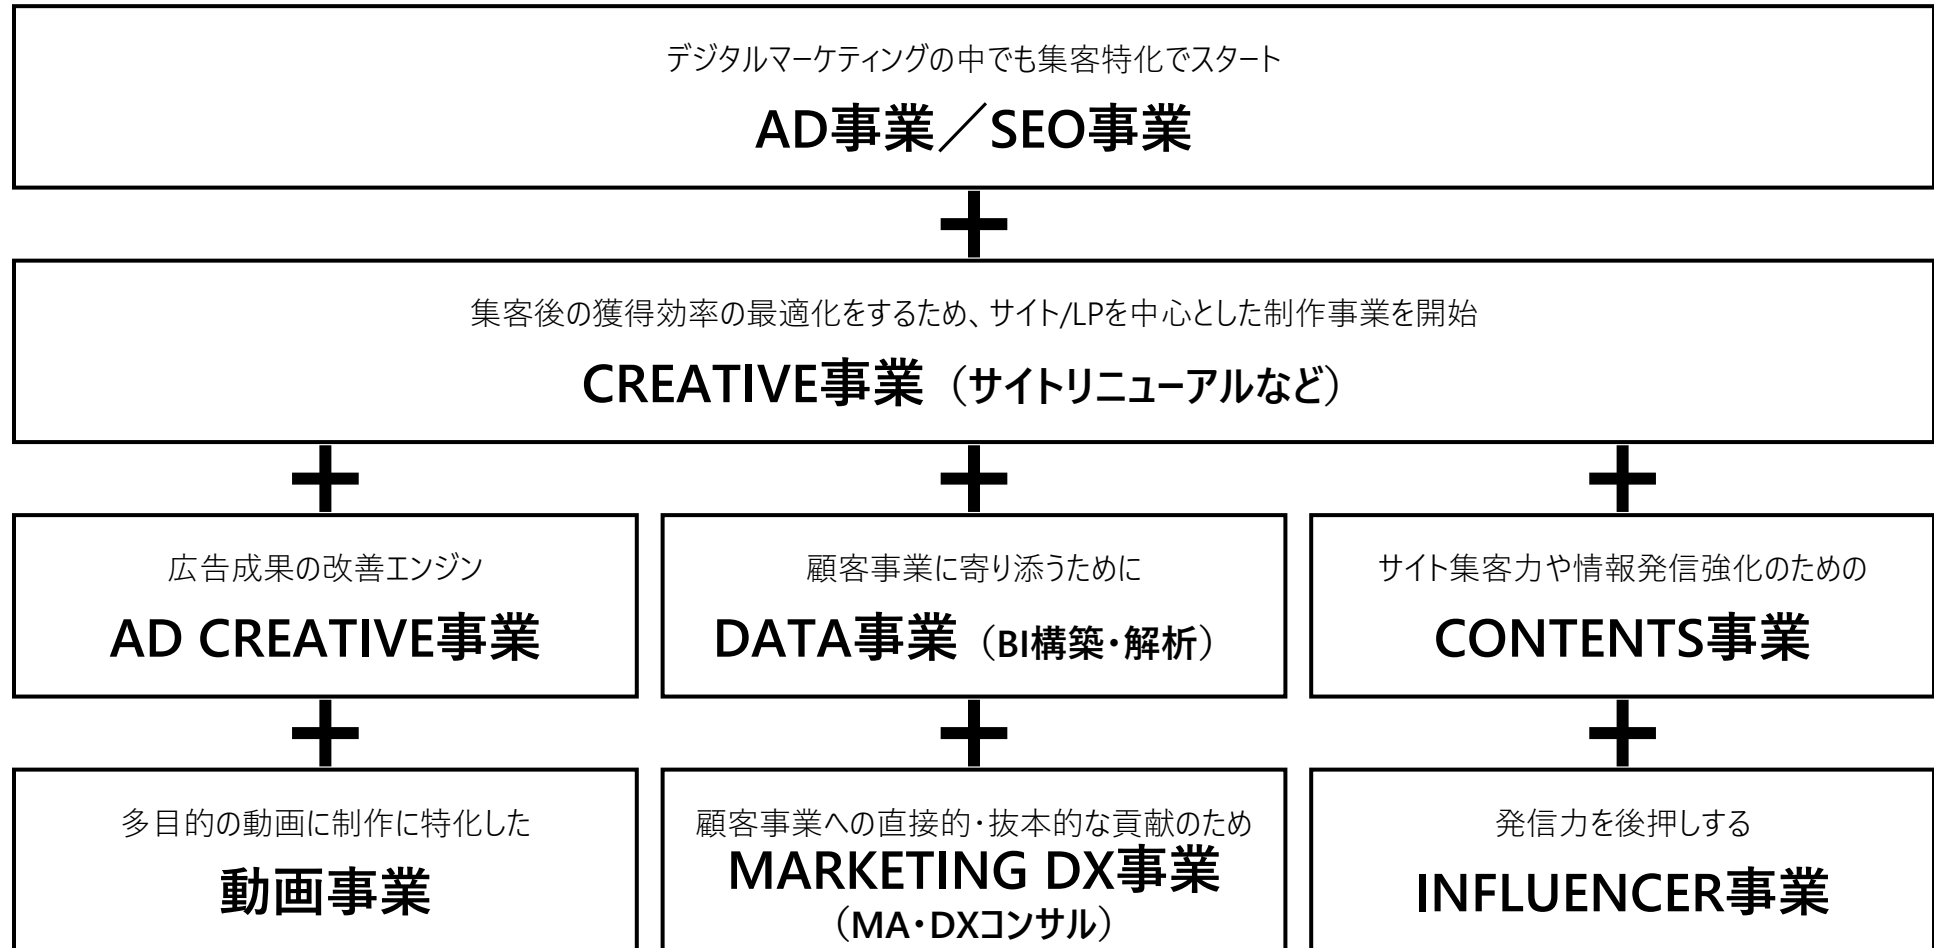 デジタルマーケティングの中でも集客特化でスタート
AD事業／SEO事業
集客後の獲得効率の最適化をするため、サイト/LPを中心とした制作事業を開始
CREATIVE事業（サイトリニューアルなど）
広告成果の改善エンジン
AD CREATIVE事業
顧客事業に寄り添うために
DATA事業（BI構築・解析）
サイト集客力や情報発信強化のための
CONTENTS事業
多目的の動画に制作に特化した
動画事業
顧客事業への直接的・抜本的な貢献のため
MARKETING DX事業
（MA・DXコンサル）
発信力を後押しする
INFLUENCER事業